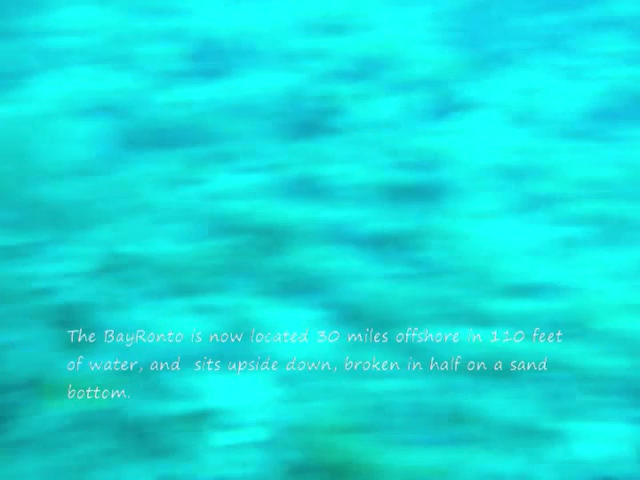 The BayRonto is now located 30 miles offshore in 110 feet
of water, and  sits upside down, broken in half on a sand
bottom.